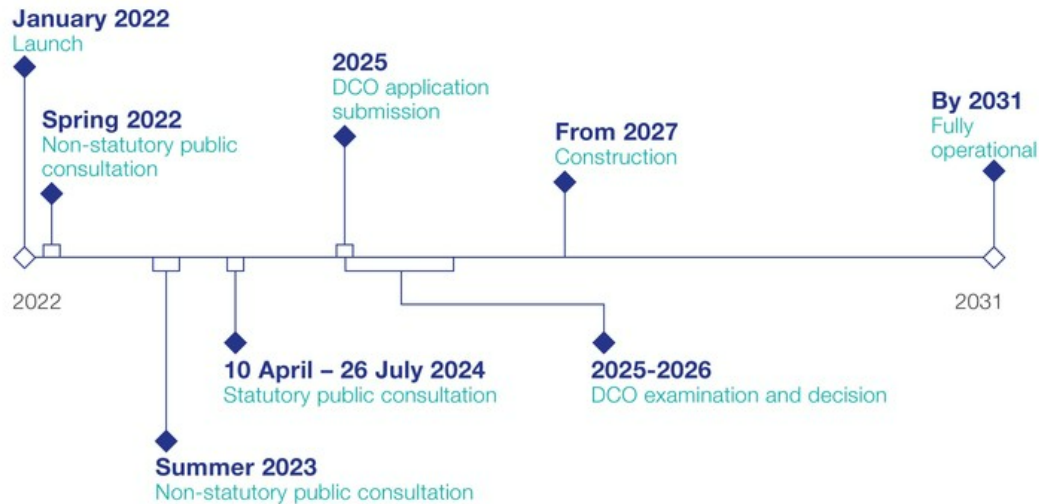 January 2022
Launch
Spring 2022
Non-statutory public
consultation
2025
DCO application
submission
From 2027
Construction
By 2031
Fully
operational
2022
2031
10 April – 26 July 2024
Statutory public consultation
2025-2026
DCO examination and decision
Summer 2023
Non-statutory public consultation